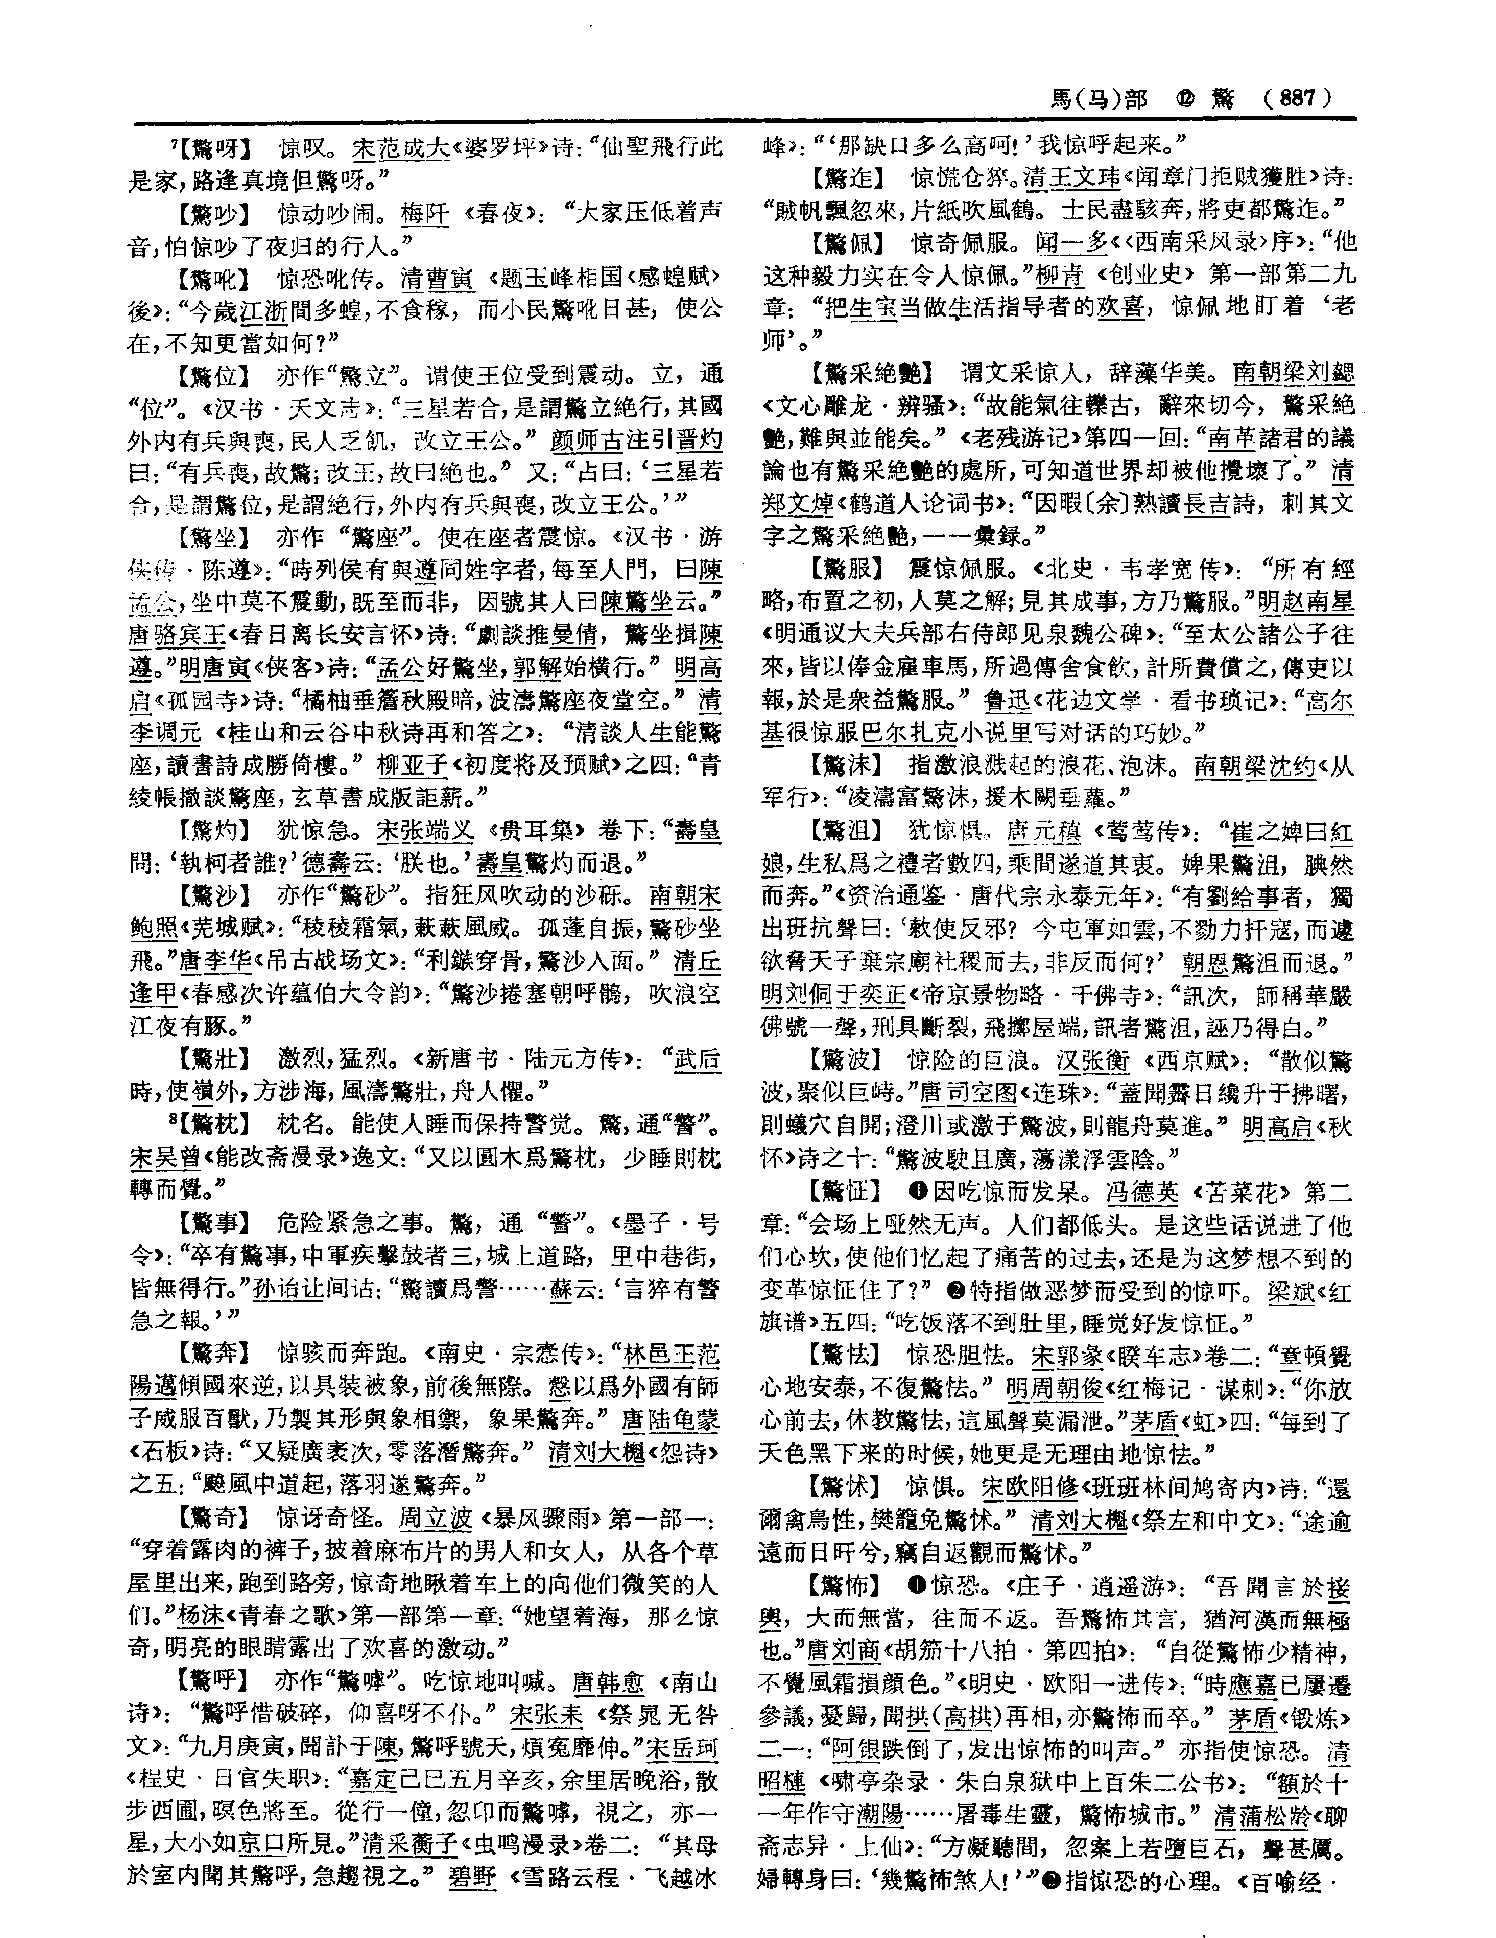 馬(马)部 ⑫ 驚 (887)
⁷【驚呀】 惊叹。宋范成大《婆罗坪》诗:“仙聖飛行此
是家,路逢真境但驚呀。”
【驚吵】 惊动吵闹。梅阡《春夜》:“大家压低着声
音,怕惊吵了夜归的行人。”
【驚吪】 惊恐吪传。清曹寅《题玉峰相国〈感蝗赋〉
後》:“今歲江浙間多蝗,不食稼,而小民驚吪日甚,使公
在,不知更當如何?”
【驚位】 亦作“驚立”。谓使王位受到震动。立,通
“位”。《汉书·天文志》:“三星若合,是謂驚立絶行,其國
外内有兵與喪,民人乏飢,改立王公。”颜师古注引晋灼
曰:“有兵喪,故驚;改王,故曰絶也。”又:“占曰:‘三星若
合,是謂驚位,是謂絶行,外内有兵與喪,改立王公。’”
【驚坐】 亦作“驚座”。使在座者震惊。《汉书·游
侠传·陈遵》:“時列侯有與遵同姓字者,每至人門,曰陳
孟公,坐中莫不震動,既至而非,因號其人曰陳驚坐云。”
唐骆宾王《春日离长安言怀》诗:“劇談推曼倩,驚坐揖陳
遵。”明唐寅《侠客》诗:“孟公好驚坐,郭解始横行。”明高
启《孤园寺》诗:“橘柚垂簷秋殿暗,波濤驚座夜堂空。”清
李调元《桂山和云谷中秋诗再和答之》:“清談人生能驚
座,讀書詩成勝倚樓。”柳亚子《初度将及预赋》之四:“青
綾帳撤談驚座,玄草書成版詎薪。”
【驚灼】 犹惊急。宋张端义《贵耳集》卷下:“壽皇
問:‘執柯者誰?’德壽云:‘朕也。’壽皇驚灼而退。”
【驚沙】 亦作“驚砂”。指狂风吹动的沙砾。南朝宋
鲍照《芜城赋》:“稜稜霜氣,蔌蔌風威。孤蓬自振,驚砂坐
飛。”唐李华《吊古战场文》:“利鏃穿骨,驚沙入面。”清丘
逢甲《春感次许蕴伯大令韵》:“驚沙捲塞朝呼鶻,吹浪空
江夜有豚。”
【驚壯】 激烈,猛烈。《新唐书·陆元方传》:“武后
時,使嶺外,方涉海,風濤驚壯,舟人懼。”
⁸【驚枕】 枕名。能使人睡而保持警觉。驚,通“警”。
宋吴曾《能改斋漫录》逸文:“又以圓木爲驚枕,少睡則枕
轉而覺。”
【驚事】 危险紧急之事。驚,通“警”。《墨子·号
令》:“卒有驚事,中軍疾擊鼓者三,城上道路,里中巷街,
皆無得行。”孙诒让间诂:“驚讀爲警……蘇云:‘言猝有警
急之報。’”
【驚奔】 惊骇而奔跑。《南史·宗悫传》:“林邑王范
陽邁傾國來逆,以具裝被象,前後無際。慤以爲外國有師
子威服百獸,乃製其形與象相禦,象果驚奔。”唐陆龟蒙
《石板》诗:“又疑廣袤次,零落潛驚奔。”清刘大櫆《怨诗》
之五:“颰風中道起,落羽遂驚奔。”
【驚奇】 惊讶奇怪。周立波《暴风骤雨》第一部一:
“穿着露肉的裤子,披着麻布片的男人和女人,从各个草
屋里出来,跑到路旁,惊奇地瞅着车上的向他们微笑的人
们。”杨沫《青春之歌》第一部第一章:“她望着海,那么惊
奇,明亮的眼睛露出了欢喜的激动。”
【驚呼】 亦作“驚嘑”。吃惊地叫喊。唐韩愈《南山
诗》:“驚呼惜破碎,仰喜呀不仆。”宋张耒《祭晁无咎
文》:“九月庚寅,聞訃于陳,驚呼號天,煩冤靡伸。”宋岳珂
《桯史·日官失职》:“嘉定己巳五月辛亥,余里居晚浴,散
步西圃,暝色將至。從行一僮,忽卬而驚嘑,視之,亦一
星,大小如京口所見。”清采蘅子《虫鸣漫录》卷二:“其母
於室内聞其驚呼,急趨視之。”碧野《雪路云程·飞越冰
峰》:“‘那缺口多么高呵!’我惊呼起来。”
【驚迮】 惊慌仓猝。清王文玮《闻章门拒贼獲胜》诗:
“賊帆飄忽來,片紙吹風鶴。士民盡駭奔,將吏都驚迮。”
【驚佩】 惊奇佩服。闻一多《〈西南采风录〉序》:“他
这种毅力实在令人惊佩。”柳青《创业史》第一部第二九
章:“把生宝当做生活指导者的欢喜,惊佩地盯着‘老
师’。”
【驚采絶艷】 谓文采惊人,辞藻华美。南朝梁刘勰
《文心雕龙·辨骚》:“故能氣往轢古,辭來切今,驚采絶
艷,難與並能矣。”《老残游记》第四一回:“南革諸君的議
論也有驚采絶艷的處所,可知道世界却被他攪壞了。”清
郑文焯《鹤道人论词书》:“因暇〔余〕熟讀長吉詩,刺其文
字之驚采絶艷,一一彙録。”
【驚服】 震惊佩服。《北史·韦孝宽传》:“所有經
略,布置之初,人莫之解;見其成事,方乃驚服。”明赵南星
《明通议大夫兵部右侍郎见泉魏公碑》:“至太公諸公子往
來,皆以俸金雇車馬,所過傳舍食飲,計所費償之,傳吏以
報,於是衆益驚服。”鲁迅《花边文学·看书琐记》:“高尔
基很惊服巴尔扎克小说里写对话的巧妙。”
【驚沫】 指激浪溅起的浪花、泡沫。南朝梁沈约《从
军行》:“凌濤富驚沫,援木闕垂蘿。”
【驚沮】 犹惊惧。唐元稹《莺莺传》:“崔之婢曰紅
娘,生私爲之禮者數四,乘間遂道其衷。婢果驚沮,腆然
而奔。”《资治通鉴·唐代宗永泰元年》:“有劉给事者,獨
出班抗聲曰:‘敕使反邪?今屯軍如雲,不勠力扞寇,而遽
欲脅天子棄宗廟社稷而去,非反而何?’朝恩驚沮而退。”
明刘侗于奕正《帝京景物略·千佛寺》:“訊次,師稱華嚴
佛號一聲,刑具斷裂,飛擲屋端,訊者驚沮,誣乃得白。”
【驚波】 惊险的巨浪。汉张衡《西京赋》:“散似驚
波,聚似巨峙。”唐司空图《连珠》:“蓋聞霽日纔升于拂曙,
則蟻穴自開;澄川或激于驚波,則龍舟莫進。”明高启《秋
怀》诗之十:“驚波駛且廣,蕩漾浮雲陰。”
【驚怔】 ❶因吃惊而发呆。冯德英《苦菜花》第二
章:“会场上哑然无声。人们都低头。是这些话说进了他
们心坎,使他们忆起了痛苦的过去,还是为这梦想不到的
变革惊怔住了?”❷特指做恶梦而受到的惊吓。梁斌《红
旗谱》五四:“吃饭落不到肚里,睡觉好发惊怔。”
【驚怯】 惊恐胆怯。宋郭彖《睽车志》卷二:“章頓覺
心地安泰,不復驚怯。”明周朝俊《红梅记·谋刺》:“你放
心前去,休教驚怯,這風聲莫漏泄。”茅盾《虹》四:“每到了
天色黑下来的时候,她更是无理由地惊怯。”
【驚怵】 惊惧。宋欧阳修《班班林间鸠寄内》诗:“還
爾禽鳥性,樊籠免驚怵。”清刘大櫆《祭左和中文》:“途逾
遠而日旰兮,竊自返觀而驚怵。”
【驚怖】 ❶惊恐。《庄子·逍遥游》:“吾聞言於接
輿,大而無當,往而不返。吾驚怖其言,猶河漢而無極
也。”唐刘商《胡笳十八拍·第四拍》:“自從驚怖少精神,
不覺風霜損顔色。”《明史·欧阳一进传》:“時應嘉已屢遷
參議,憂歸,聞拱(高拱)再相,亦驚怖而卒。”茅盾《锻炼》
二一:“阿银跌倒了,发出惊怖的叫声。”亦指使惊恐。清
昭槤《啸亭杂录·朱白泉狱中上百朱二公书》:“額於十
一年作守潮陽……屠毒生靈,驚怖城市。”清蒲松龄《聊
斋志异·上仙》:“方凝聽間,忽案上若墮巨石,聲甚厲。
婦轉身曰:‘幾驚怖煞人!’”❷指惊恐的心理。《百喻经·